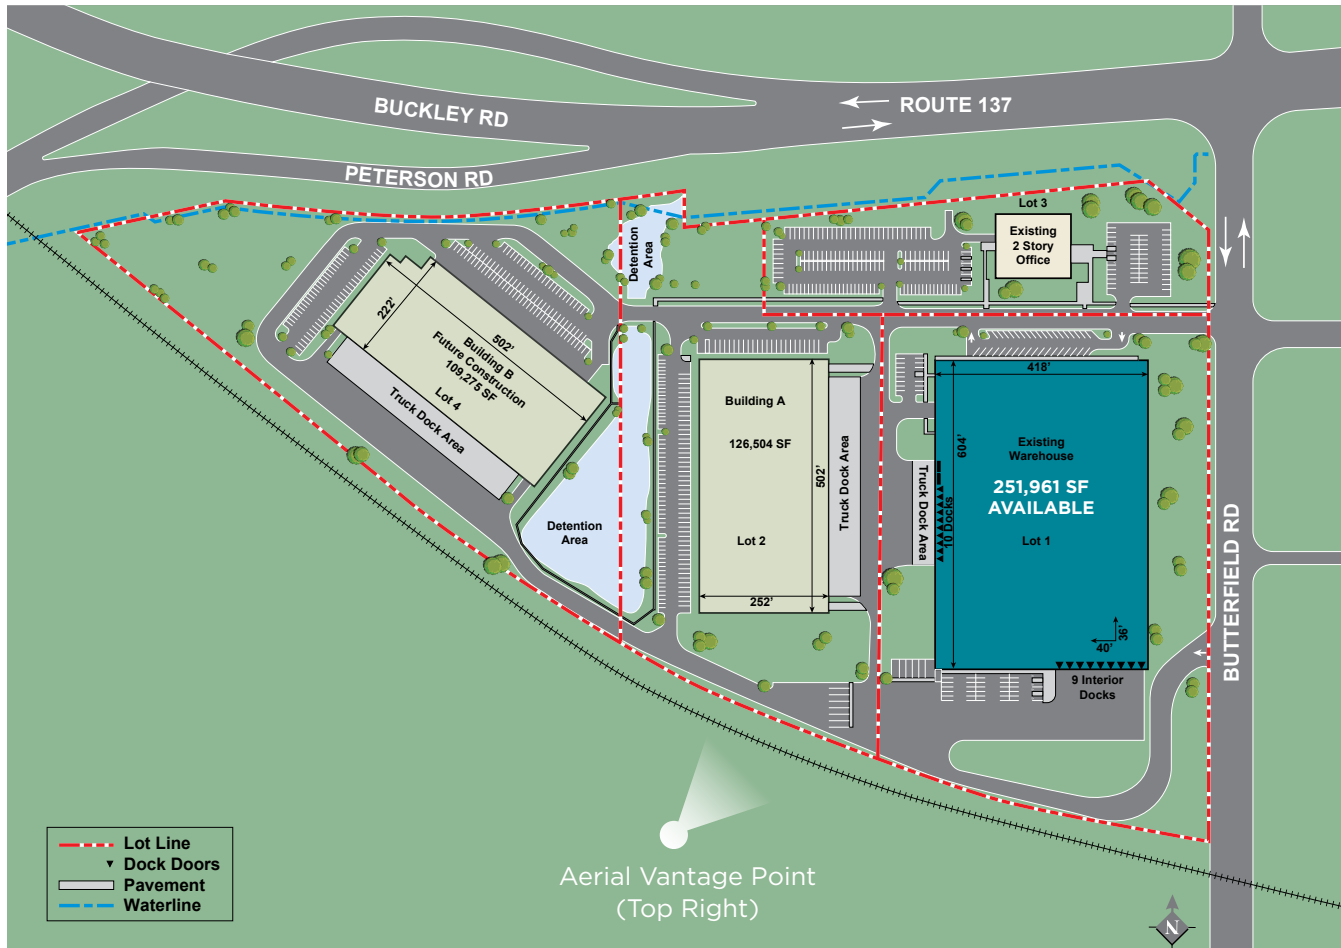 BUCKLEY RD
ROUTE 137
PETERSON RD
Lot 3
Existing
2 Story
Office
Detention
Area
222'
502'
Building B
Future Construction
109,275 SF
Lot 4
Truck Dock Area
Detention
Area
Building A
126,504 SF
502'
Lot 2
252'
Truck Dock Area
418'
604'
Existing
Warehouse
251,961 SF
AVAILABLE
Lot 1
Truck Dock Area
10 Docks
36'
40'
9 Interior
Docks
BUTTERFIELD RD
Lot Line
Dock Doors
Pavement
Waterline
Aerial Vantage Point
(Top Right)
N